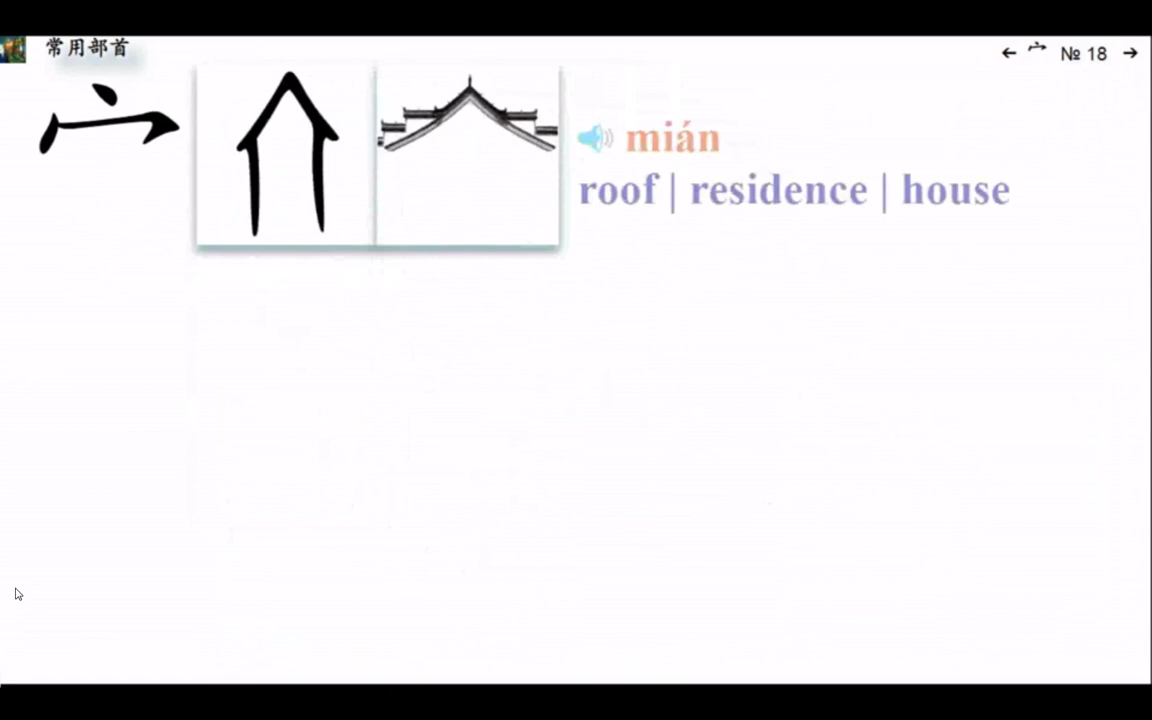 常用部首
← 宀 № 18 →
宀
mián
roof | residence | house